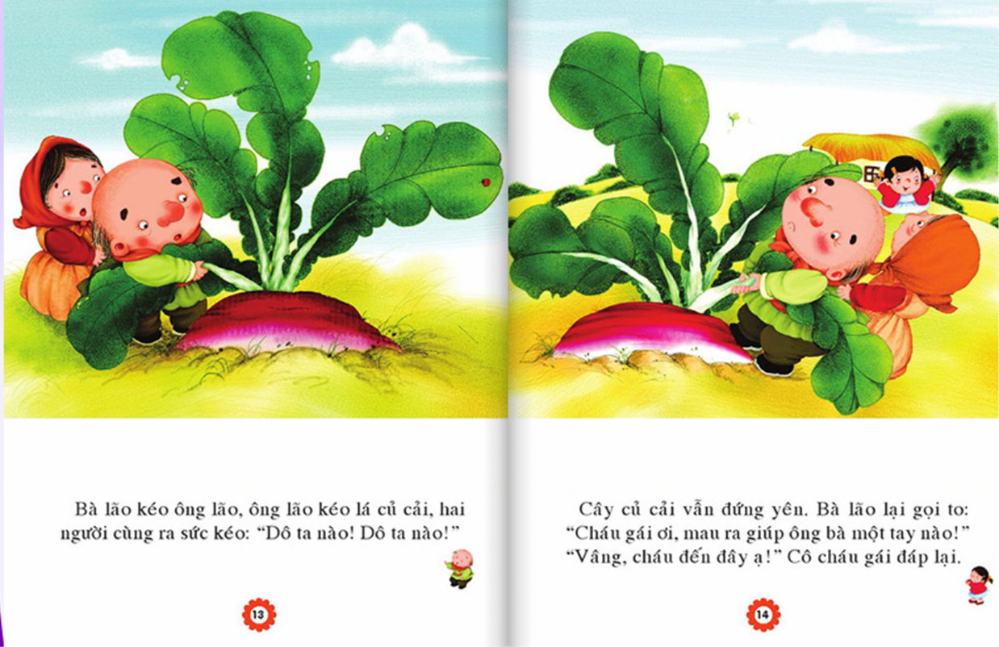 Bà lão kéo ông lão, ông lão kéo lá củ cải, hai
người cùng ra sức kéo: “Dô ta nào! Dô ta nào!”
13
Cây củ cải vẫn đứng yên. Bà lão lại gọi to:
“Cháu gái ơi, mau ra giúp ông bà một tay nào!”
“Vâng, cháu đến đây ạ!” Cô cháu gái đáp lại.
14